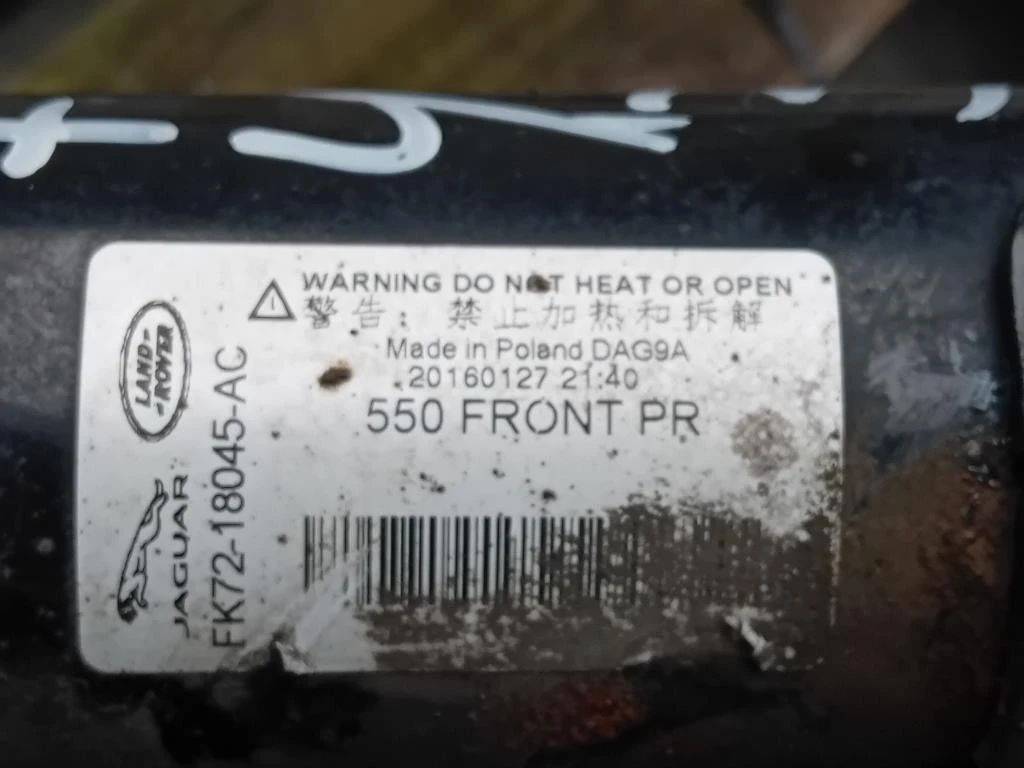 WARNING DO NOT HEAT OR OPEN
警告: 禁止加热和拆解
Made in Poland DAG9A
20160127 21:40
550 FRONT PR
LAND-
-ROVER
JAGUAR
FK72-18045-AC